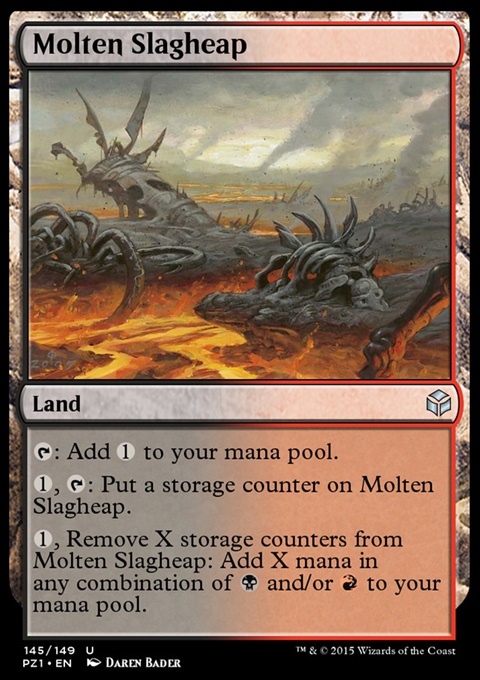 Molten Slagheap
Land
: Add 1 to your mana pool.
1, : Put a storage counter on Molten
Slagheap.
1, Remove X storage counters from
Molten Slagheap: Add X mana in
any combination of and/or to your
mana pool.
145/149 U
PZ1 • EN DAREN BADER
™ & © 2015 Wizards of the Coast